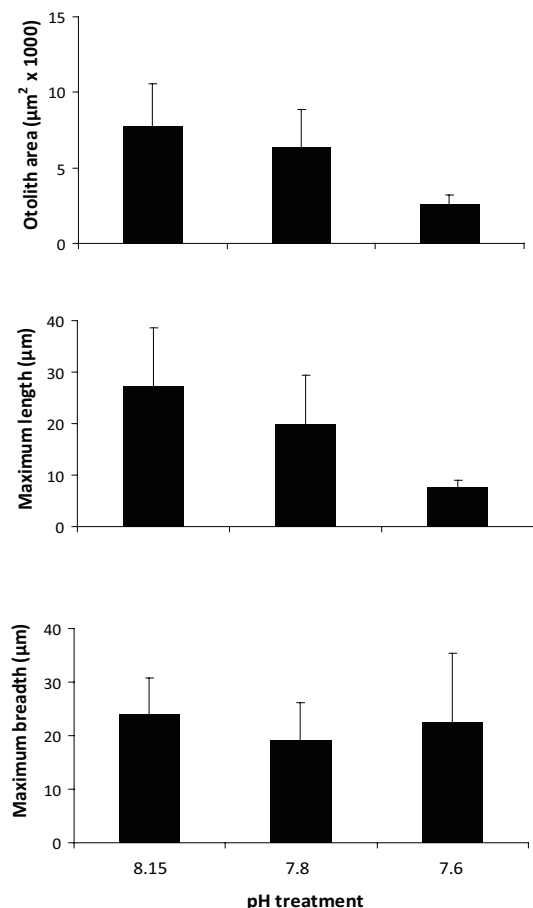 Otolith area (µm² x 1000)
15
10
5
0
Maximum length (µm)
40
30
20
10
0
Maximum breadth (µm)
40
30
20
10
0
8.15 7.8 7.6
pH treatment